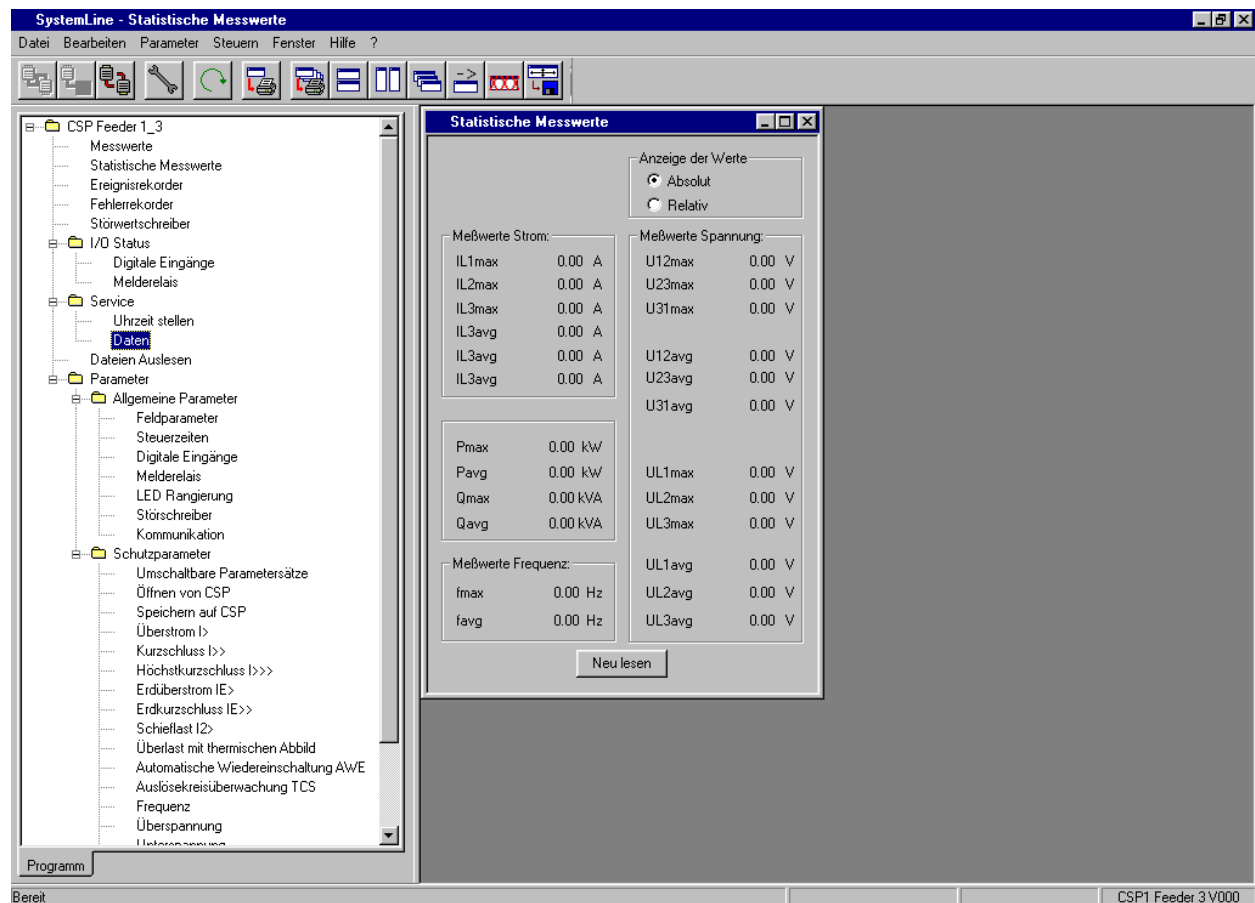 SystemLine - Statistische Messwerte
Datei Bearbeiten Parameter Steuern Fenster Hilfe ?
CSP Feeder 1_3
Messwerte
Statistische Messwerte
Ereignisrekorder
Fehlerrekorder
Störwertschreiber
I/O Status
Digitale Eingänge
Melderelais
Service
Uhrzeit stellen
Daten
Dateien Auslesen
Parameter
Allgemeine Parameter
Feldparameter
Steuerzeiten
Digitale Eingänge
Melderelais
LED Rangierung
Störschreiber
Kommunikation
Schutzparameter
Umschaltbare Parametersätze
Öffnen von CSP
Speichern auf CSP
Überstrom I>
Kurzschluss I>>
Höchstkurzschluss I>>>
Erdüberstrom IE>
Erdkurzschluss IE>>
Schieflast I2>
Überlast mit thermischen Abbild
Automatische Wiedereinschaltung AWE
Auslösekreisüberwachung TCS
Frequenz
Überspannung
Unterspannung
Programm
Statistische Messwerte
Anzeige der Werte
Absolut
Relativ
Meßwerte Strom:
IL1max 0.00 A
IL2max 0.00 A
IL3max 0.00 A
IL3avg 0.00 A
IL3avg 0.00 A
IL3avg 0.00 A
Pmax 0.00 kW
Pavg 0.00 kW
Qmax 0.00 kVA
Qavg 0.00 kVA
Meßwerte Frequenz:
fmax 0.00 Hz
favg 0.00 Hz
Meßwerte Spannung:
U12max 0.00 V
U23max 0.00 V
U31max 0.00 V
U12avg 0.00 V
U23avg 0.00 V
U31avg 0.00 V
UL1max 0.00 V
UL2max 0.00 V
UL3max 0.00 V
UL1avg 0.00 V
UL2avg 0.00 V
UL3avg 0.00 V
Neu lesen
Bereit
CSP1 Feeder 3 V000